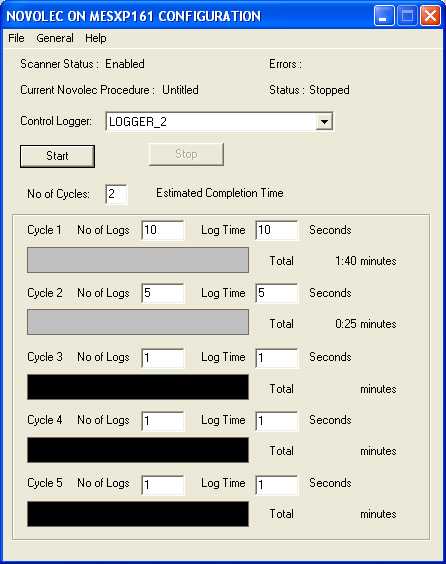 NOVOLEC ON MESXP161 CONFIGURATION
File General Help
Scanner Status : Enabled Errors :
Current Novolec Procedure : Untitled Status : Stopped
Control Logger: LOGGER_2
Start Stop
No of Cycles: 2 Estimated Completion Time
Cycle 1 No of Logs 10 Log Time 10 Seconds
Total 1:40 minutes
Cycle 2 No of Logs 5 Log Time 5 Seconds
Total 0:25 minutes
Cycle 3 No of Logs 1 Log Time 1 Seconds
Total minutes
Cycle 4 No of Logs 1 Log Time 1 Seconds
Total minutes
Cycle 5 No of Logs 1 Log Time 1 Seconds
Total minutes